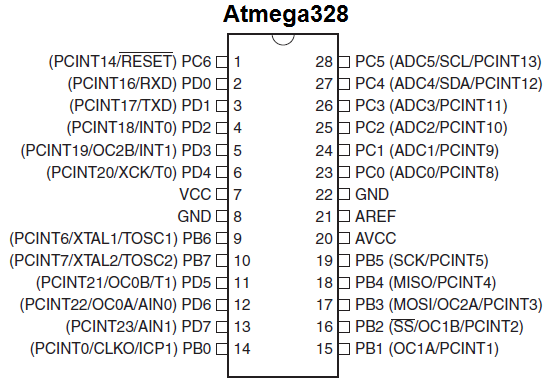 Atmega328
(PCINT14/RESET) PC6 1 28 PC5 (ADC5/SCL/PCINT13)
(PCINT16/RXD) PD0 2 27 PC4 (ADC4/SDA/PCINT12)
(PCINT17/TXD) PD1 3 26 PC3 (ADC3/PCINT11)
(PCINT18/INT0) PD2 4 25 PC2 (ADC2/PCINT10)
(PCINT19/OC2B/INT1) PD3 5 24 PC1 (ADC1/PCINT9)
(PCINT20/XCK/T0) PD4 6 23 PC0 (ADC0/PCINT8)
VCC 7 22 GND
GND 8 21 AREF
(PCINT6/XTAL1/TOSC1) PB6 9 20 AVCC
(PCINT7/XTAL2/TOSC2) PB7 10 19 PB5 (SCK/PCINT5)
(PCINT21/OC0B/T1) PD5 11 18 PB4 (MISO/PCINT4)
(PCINT22/OC0A/AIN0) PD6 12 17 PB3 (MOSI/OC2A/PCINT3)
(PCINT23/AIN1) PD7 13 16 PB2 (SS/OC1B/PCINT2)
(PCINT0/CLKO/ICP1) PB0 14 15 PB1 (OC1A/PCINT1)